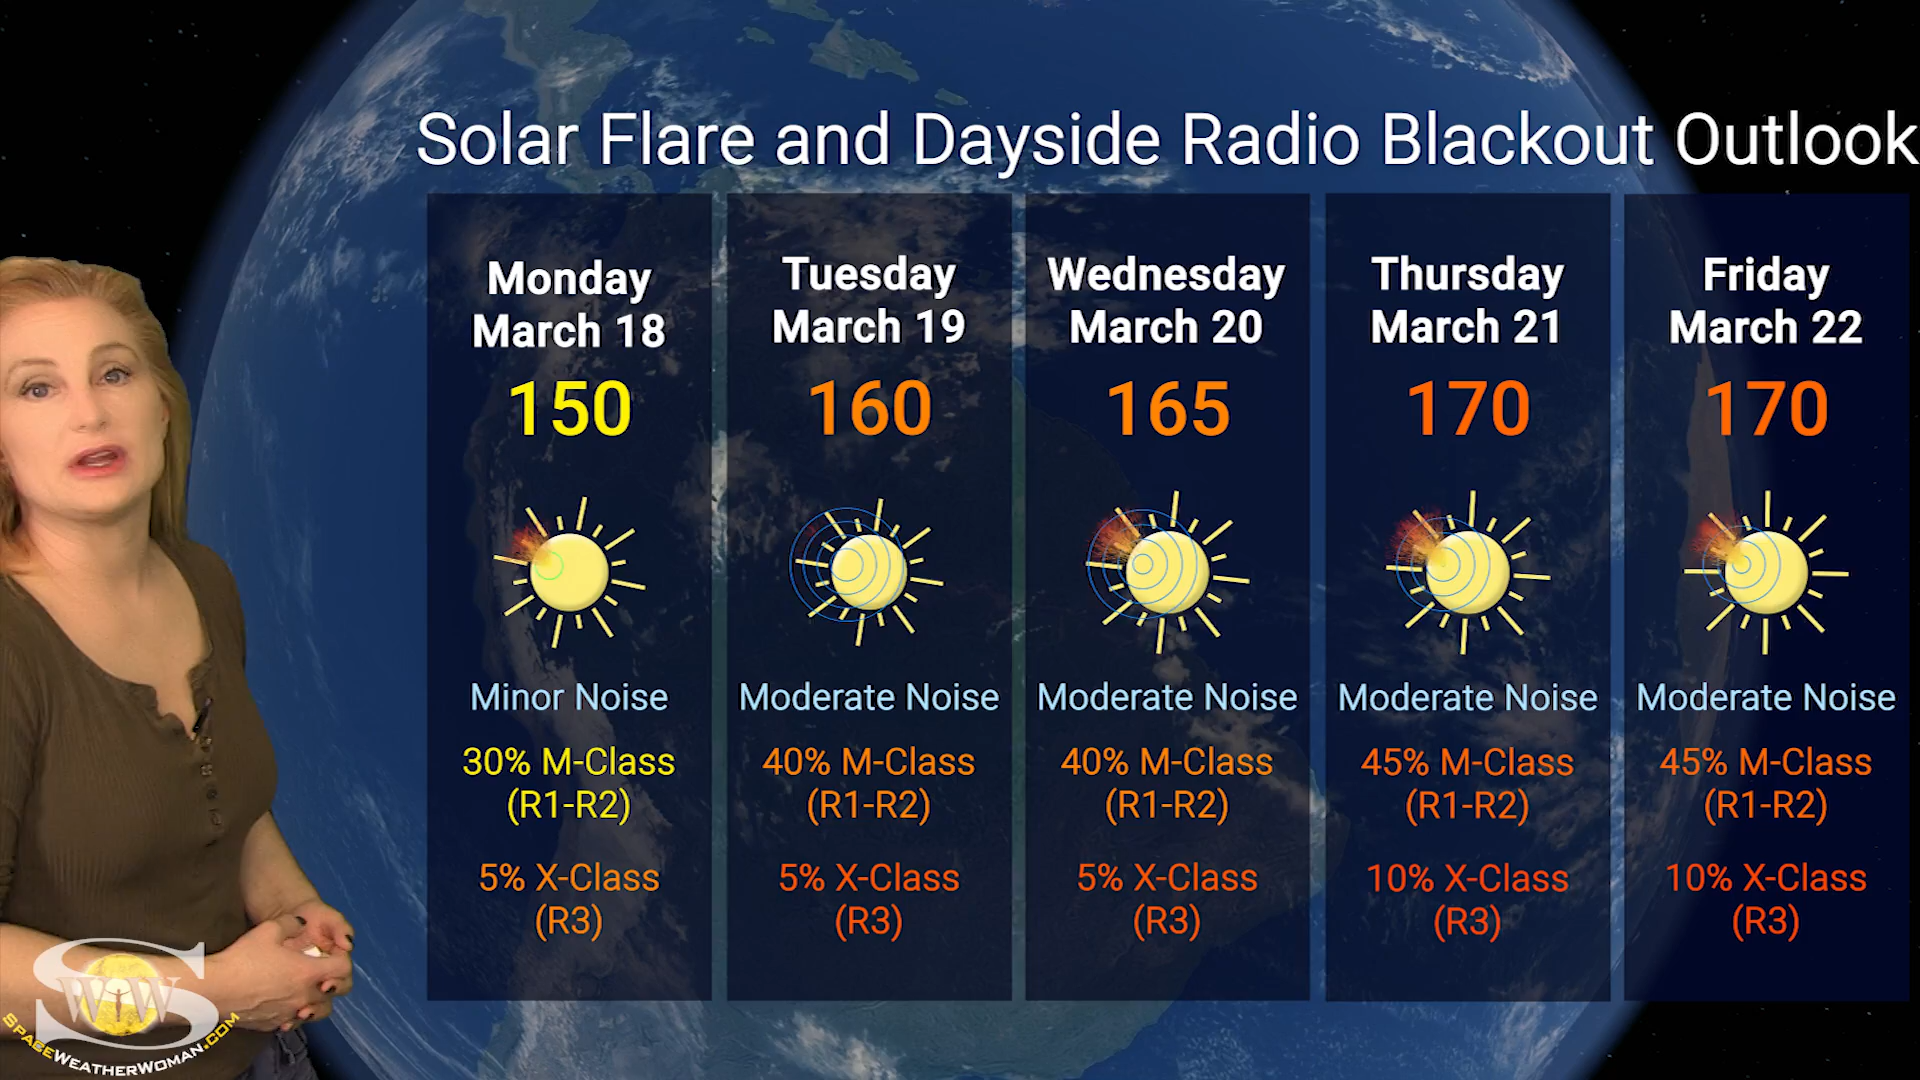 Solar Flare and Dayside Radio Blackout Outlook
Monday
March 18
150
Minor Noise
30% M-Class
(R1-R2)
5% X-Class
(R3)
Tuesday
March 19
160
Moderate Noise
40% M-Class
(R1-R2)
5% X-Class
(R3)
Wednesday
March 20
165
Moderate Noise
40% M-Class
(R1-R2)
5% X-Class
(R3)
Thursday
March 21
170
Moderate Noise
45% M-Class
(R1-R2)
10% X-Class
(R3)
Friday
March 22
170
Moderate Noise
45% M-Class
(R1-R2)
10% X-Class
(R3)
SWW
SPACEWEATHERWOMAN.COM